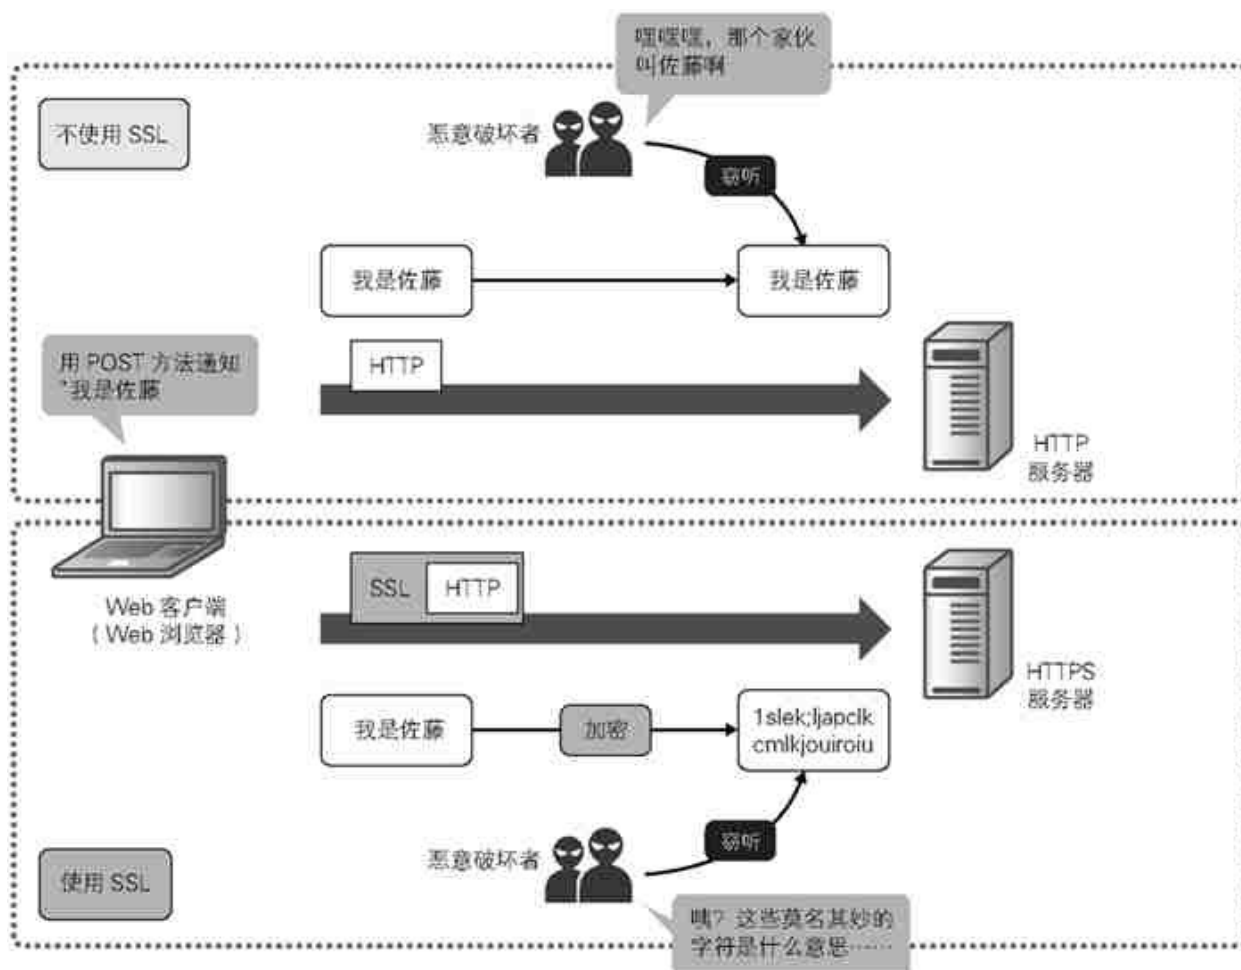 嘿嘿嘿，那个家伙
叫佐藤啊
不使用 SSL
恶意破坏者
窃听
我是佐藤
我是佐藤
用 POST 方法通知
"我是佐藤
HTTP
HTTP
服务器
Web 客户端
（Web 浏览器）
SSL
HTTP
HTTPS
服务器
我是佐藤
加密
1slek;ljapclk
cmlkjouiroiu
窃听
恶意破坏者
使用 SSL
咦？这些莫名其妙的
字符是什么意思……